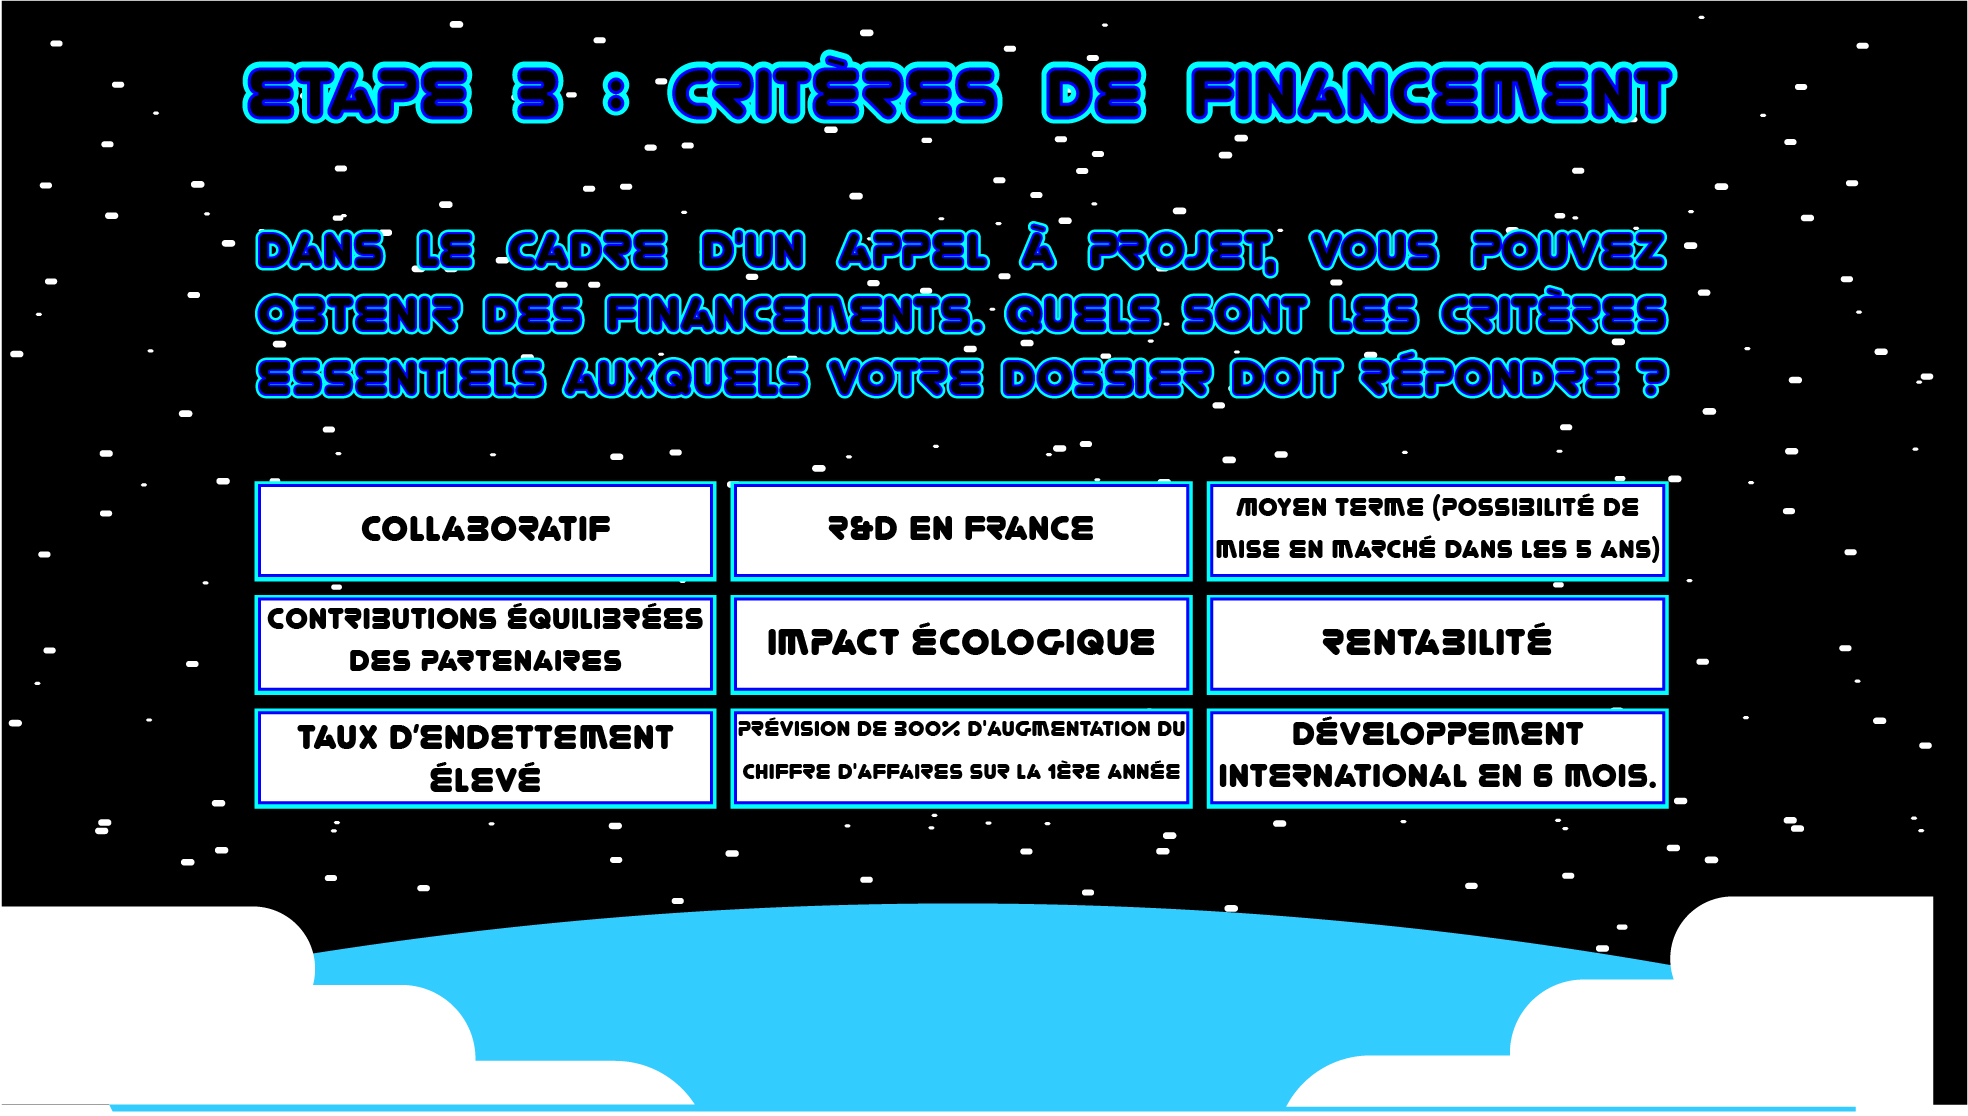 ETAPE 3 : CRITÈRES DE FINANCEMENT
DANS LE CADRE D'UN APPEL À PROJET, VOUS POUVEZ
OBTENIR DES FINANCEMENTS. QUELS SONT LES CRITÈRES
ESSENTIELS AUXQUELS VOTRE DOSSIER DOIT RÉPONDRE ?
COLLABORATIF
R&D EN FRANCE
MOYEN TERME (POSSIBILITÉ DE
MISE EN MARCHÉ DANS LES 5 ANS)
CONTRIBUTIONS ÉQUILIBRÉES
DES PARTENAIRES
IMPACT ÉCOLOGIQUE
RENTABILITÉ
TAUX D'ENDETTEMENT
ÉLEVÉ
PRÉVISION DE 300% D'AUGMENTATION DU
CHIFFRE D'AFFAIRES SUR LA 1ÈRE ANNÉE
DÉVELOPPEMENT
INTERNATIONAL EN 6 MOIS.